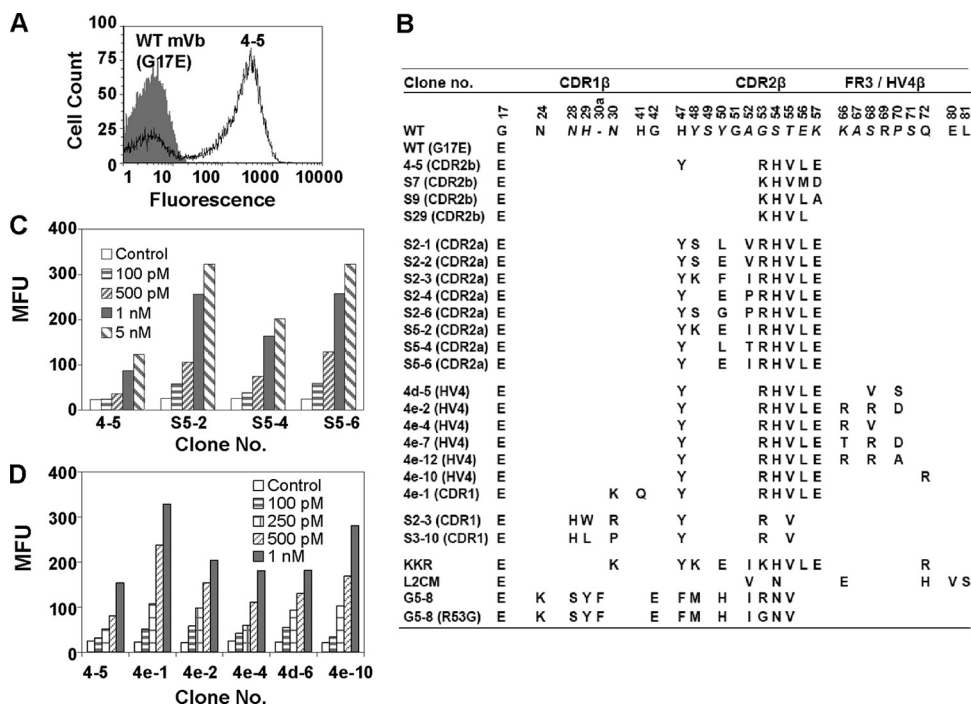 A
WT mVb
(G17E)
4-5
Cell Count
100
75
50
25
0
1
10
100
1000
10000
Fluorescence
B
Clone no. CDR1β CDR2β FR3 / HV4β
17 24 28 29 30a 30 41 42 47 48 49 50 51 52 53 54 55 56 57 66 67 68 69 70 71 72 80 81
WT G N N H - N H G H Y S Y G A G S T E K K A S R P S Q E L
WT (G17E) E
4-5 (CDR2b) E Y R H V L E
S7 (CDR2b) E K H V M D
S9 (CDR2b) E K H V L A
S29 (CDR2b) E K H V L
S2-1 (CDR2a) E Y S L V R H V L E
S2-2 (CDR2a) E Y S E V R H V L E
S2-3 (CDR2a) E Y K F I R H V L E
S2-4 (CDR2a) E Y E P R H V L E
S2-6 (CDR2a) E Y S G P R H V L E
S5-2 (CDR2a) E Y K E I R H V L E
S5-4 (CDR2a) E Y L T R H V L E
S5-6 (CDR2a) E Y E I R H V L E
4d-5 (HV4) E Y R H V L E V S
4e-2 (HV4) E Y R H V L E R R D
4e-4 (HV4) E Y R H V L E R V
4e-7 (HV4) E Y R H V L E T R D
4e-12 (HV4) E Y R H V L E R R A
4e-10 (HV4) E Y R H V L E R
4e-1 (CDR1) E K Q Y R H V L E
S2-3 (CDR1) E H W R Y R V
S3-10 (CDR1) E H L P Y R V
KKR E K Y K E I K H V L E R
L2CM E V N E H V S
G5-8 E K S Y F E F M H I R N V
G5-8 (R53G) E K S Y F E F M H I G N V
C
MFU
400
300
200
100
0
Control
100 pM
500 pM
1 nM
5 nM
4-5 S5-2 S5-4 S5-6
Clone No.
D
MFU
400
300
200
100
0
Control
100 pM
250 pM
500 pM
1 nM
4-5 4e-1 4e-2 4e-4 4d-6 4e-10
Clone No.